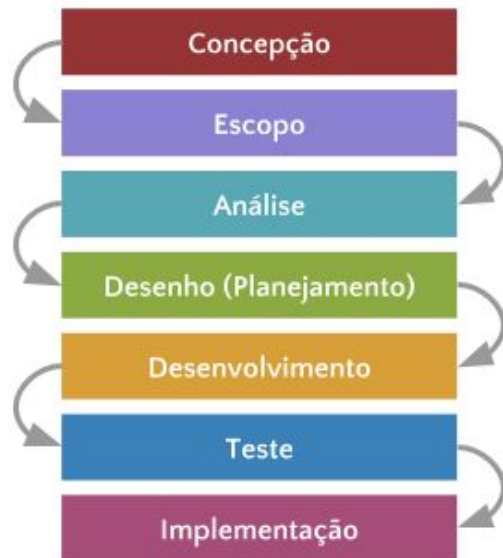 Concepção
Escopo
Análise
Desenho (Planejamento)
Desenvolvimento
Teste
Implementação